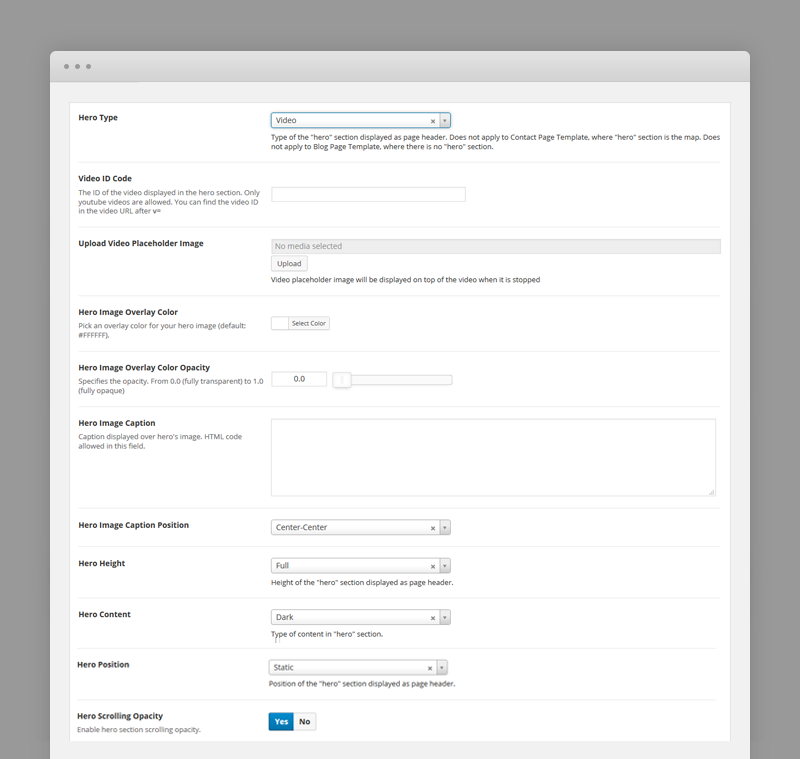 Hero Type
Video
Type of the "hero" section displayed as page header. Does not apply to Contact Page Template, where "hero" section is the map. Does
not apply to Blog Page Template, where there is no "hero" section.
Video ID Code
The ID of the video displayed in the hero section. Only
youtube videos are allowed. You can find the video ID
in the video URL after v=
Upload Video Placeholder Image
No media selected
Upload
Video placeholder image will be displayed on top of the video when it is stopped
Hero Image Overlay Color
Pick an overlay color for your hero image (default:
#FFFFFF).
Select Color
Hero Image Overlay Color Opacity
Specifies the opacity. From 0.0 (fully transparent) to 1.0
(fully opaque)
0.0
Hero Image Caption
Caption displayed over hero's image. HTML code
allowed in this field.
Hero Image Caption Position
Center-Center
Hero Height
Full
Height of the "hero" section displayed as page header.
Hero Content
Dark
Type of content in "hero" section.
Hero Position
Static
Position of the "hero" section displayed as page header.
Hero Scrolling Opacity
Enable hero section scrolling opacity.
Yes No